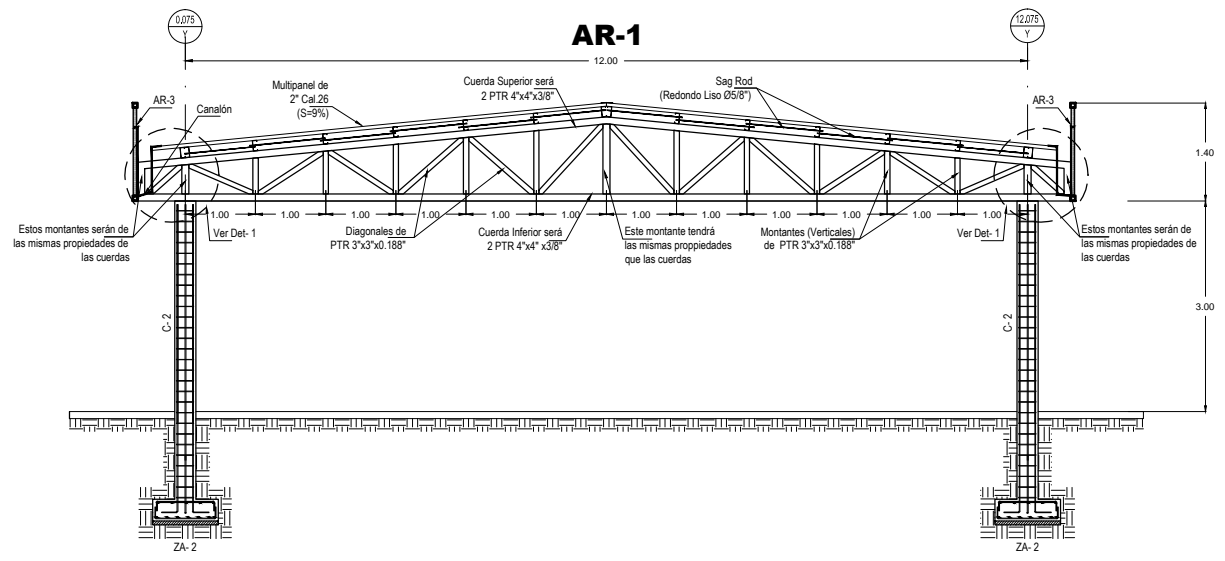 0,075
Y
12,075
Y
AR-1
12.00
Multipanel de
2" Cal.26
(S=9%)
Cuerda Superior será
2 PTR 4"x4"x3/8"
Sag Rod
(Redondo Liso Ø5/8")
AR-3
Canalón
AR-3
1.40
1.00
1.00
1.00
1.00
1.00
1.00
1.00
1.00
1.00
1.00
1.00
1.00
Estos montantes serán de
las mismas propiedades de
las cuerdas
Ver Det- 1
Diagonales de
PTR 3"x3"x0.188"
Cuerda Inferior será
2 PTR 4"x4" x3/8"
Este montante tendrá
las mismas proppiedades
que las cuerdas
Montantes (Verticales)
de PTR 3"x3"x0.188"
Ver Det- 1
Estos montantes serán de
las mismas propiedades de
las cuerdas
C- 2
C- 2
3.00
ZA- 2
ZA- 2